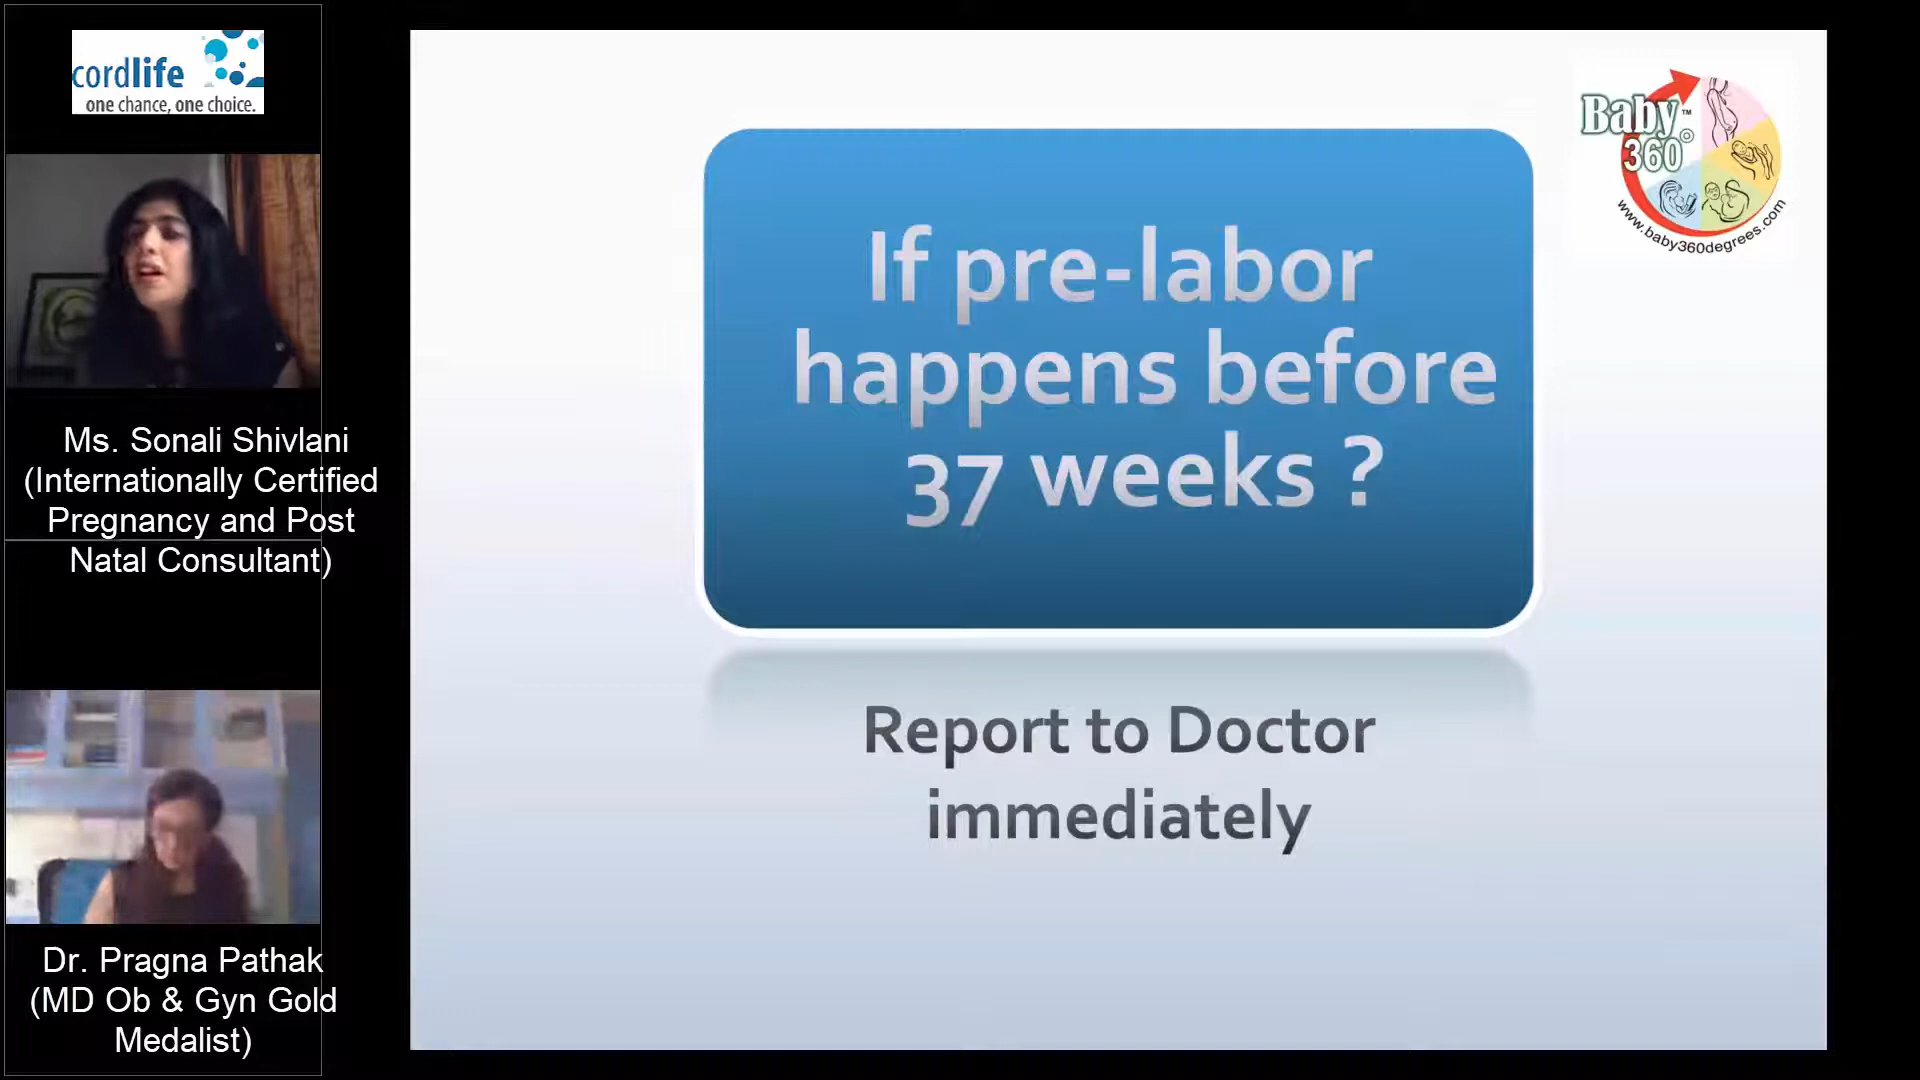 cordlife
one chance, one choice.
Ms. Sonali Shivlani
(Internationally Certified
Pregnancy and Post
Natal Consultant)
Dr. Pragna Pathak
(MD Ob & Gyn Gold
Medalist)
If pre-labor
happens before
37 weeks ?
Report to Doctor
immediately
Baby™
360°
www.baby360degrees.com